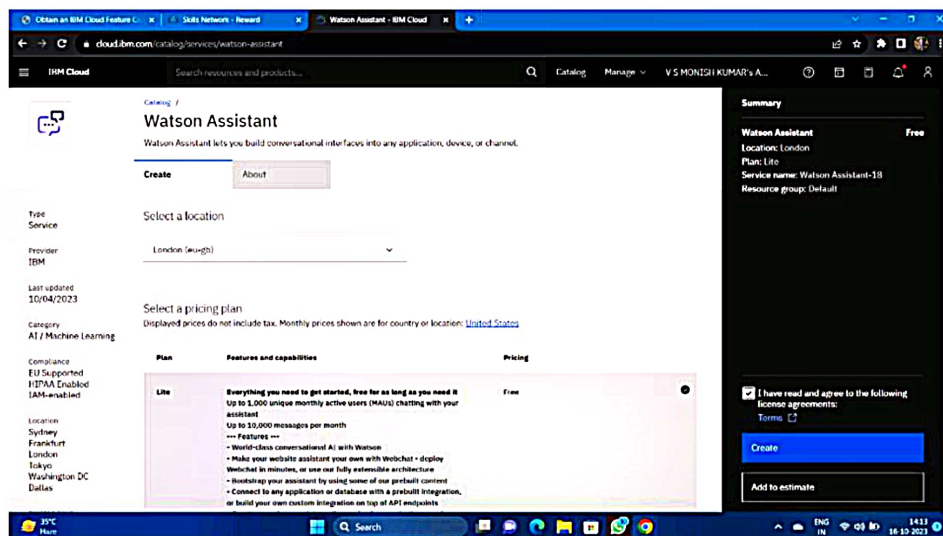 Obtain an IBM Cloud Feature C
Skills Network - Reward
Watson Assistant - IBM Cloud
cloud.ibm.com/catalog/services/watson-assistant
IBM Cloud
Search resources and products...
Catalog
Manage
V S MONISH KUMAR's A...
Catalog /
Watson Assistant
Watson Assistant lets you build conversational interfaces into any application, device, or channel.
Create
About
Type
Service
Provider
IBM
Last updated
10/04/2023
Category
AI / Machine Learning
Compliance
EU Supported
HIPAA Enabled
IAM-enabled
Location
Sydney
Frankfurt
London
Tokyo
Washington DC
Dallas
Select a location
London (eu-gb)
Select a pricing plan
Displayed prices do not include tax. Monthly prices shown are for country or location: United States
Plan
Features and capabilities
Pricing
Lite
Everything you need to get started, free for as long as you need it
Free
Up to 1,000 unique monthly active users (MAUs) chatting with your
assistant
Up to 10,000 messages per month
--- Features ---
- World-class conversational AI with Watson
- Make your website assistant your own with Webchat - deploy
Webchat in minutes, or use our fully extensible architecture
- Bootstrap your assistant by using some of our prebuilt content
- Connect to any application or database with a prebuilt integration,
or build your own custom integration on top of API endpoints
Summary
Watson Assistant
Free
Location: London
Plan: Lite
Service name: Watson Assistant-18
Resource group: Default
I have read and agree to the following
license agreements:
Terms
Create
Add to estimate
35°C
Haze
Search
ENG
IN
14:13
16-10-2023